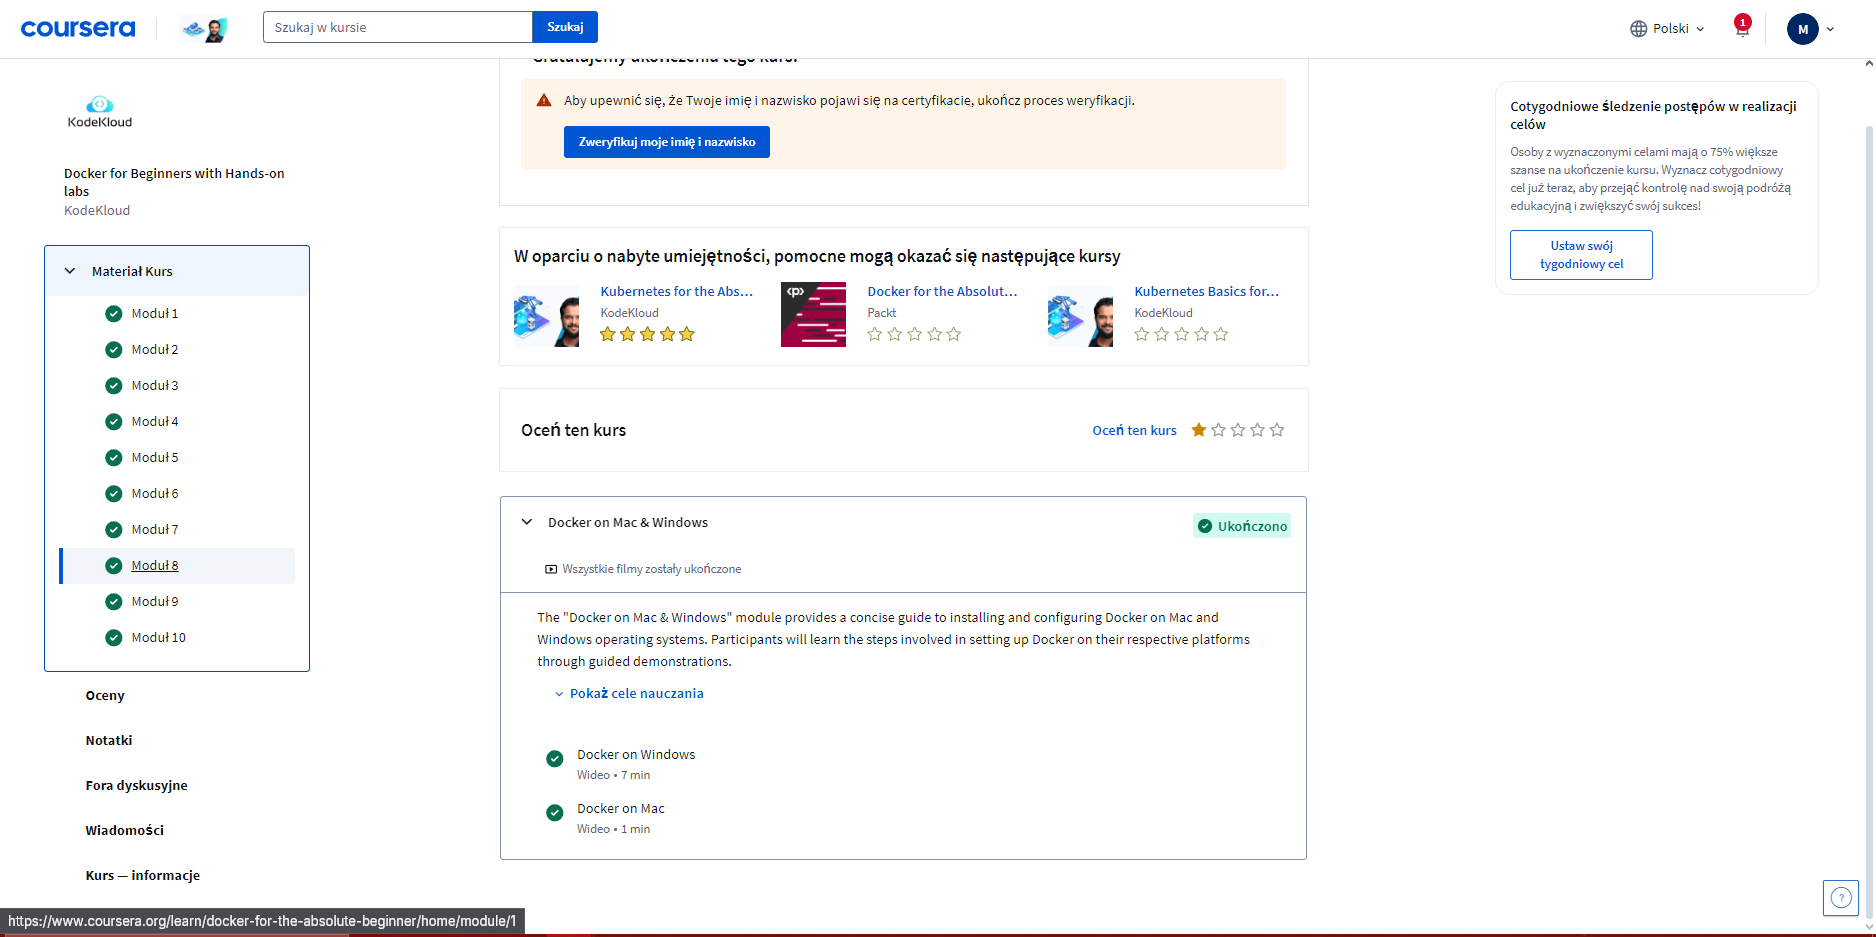 coursera
Szukaj w kursie
Szukaj
Polski
1
M
KodeKloud
Docker for Beginners with Hands-on
labs
KodeKloud
Materiał Kurs
Moduł 1
Moduł 2
Moduł 3
Moduł 4
Moduł 5
Moduł 6
Moduł 7
Moduł 8
Moduł 9
Moduł 10
Oceny
Notatki
Fora dyskusyjne
Wiadomości
Kurs — informacje
Gratulujemy ukończenia tego kursu!
Aby upewnić się, że Twoje imię i nazwisko pojawi się na certyfikacie, ukończ proces weryfikacji.
Zweryfikuj moje imię i nazwisko
W oparciu o nabyte umiejętności, pomocne mogą okazać się następujące kursy
Kubernetes for the Abs...
KodeKloud
<p>
Docker for the Absolut...
Packt
Kubernetes Basics for...
KodeKloud
Oceń ten kurs
Oceń ten kurs
Docker on Mac & Windows
Ukończono
Wszystkie filmy zostały ukończone
The "Docker on Mac & Windows" module provides a concise guide to installing and configuring Docker on Mac and
Windows operating systems. Participants will learn the steps involved in setting up Docker on their respective platforms
through guided demonstrations.
Pokaż cele nauczania
Docker on Windows
Wideo • 7 min
Docker on Mac
Wideo • 1 min
Cotygodniowe śledzenie postępów w realizacji
celów
Osoby z wyznaczonymi celami mają o 75% większe
szanse na ukończenie kursu. Wyznacz cotygodniowy
cel już teraz, aby przejąć kontrolę nad swoją podróżą
edukacyjną i zwiększyć swój sukces!
Ustaw swój
tygodniowy cel
?
https://www.coursera.org/learn/docker-for-the-absolute-beginner/home/module/1